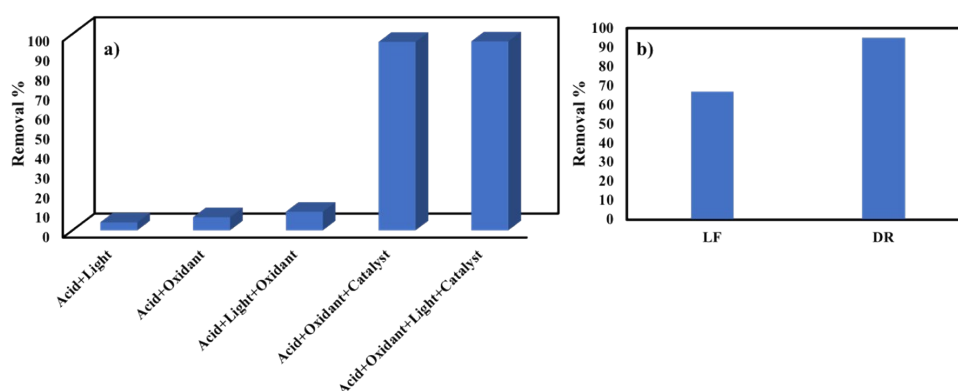 a)
Removal %
100
90
80
70
60
50
40
30
20
10
0
Acid+Light
Acid+Oxidant
Acid+Light+Oxidant
Acid+Oxidant+Catalyst
Acid+Oxidant+Light+Catalyst
b)
Removal %
100
90
80
70
60
50
40
30
20
10
0
LF
DR